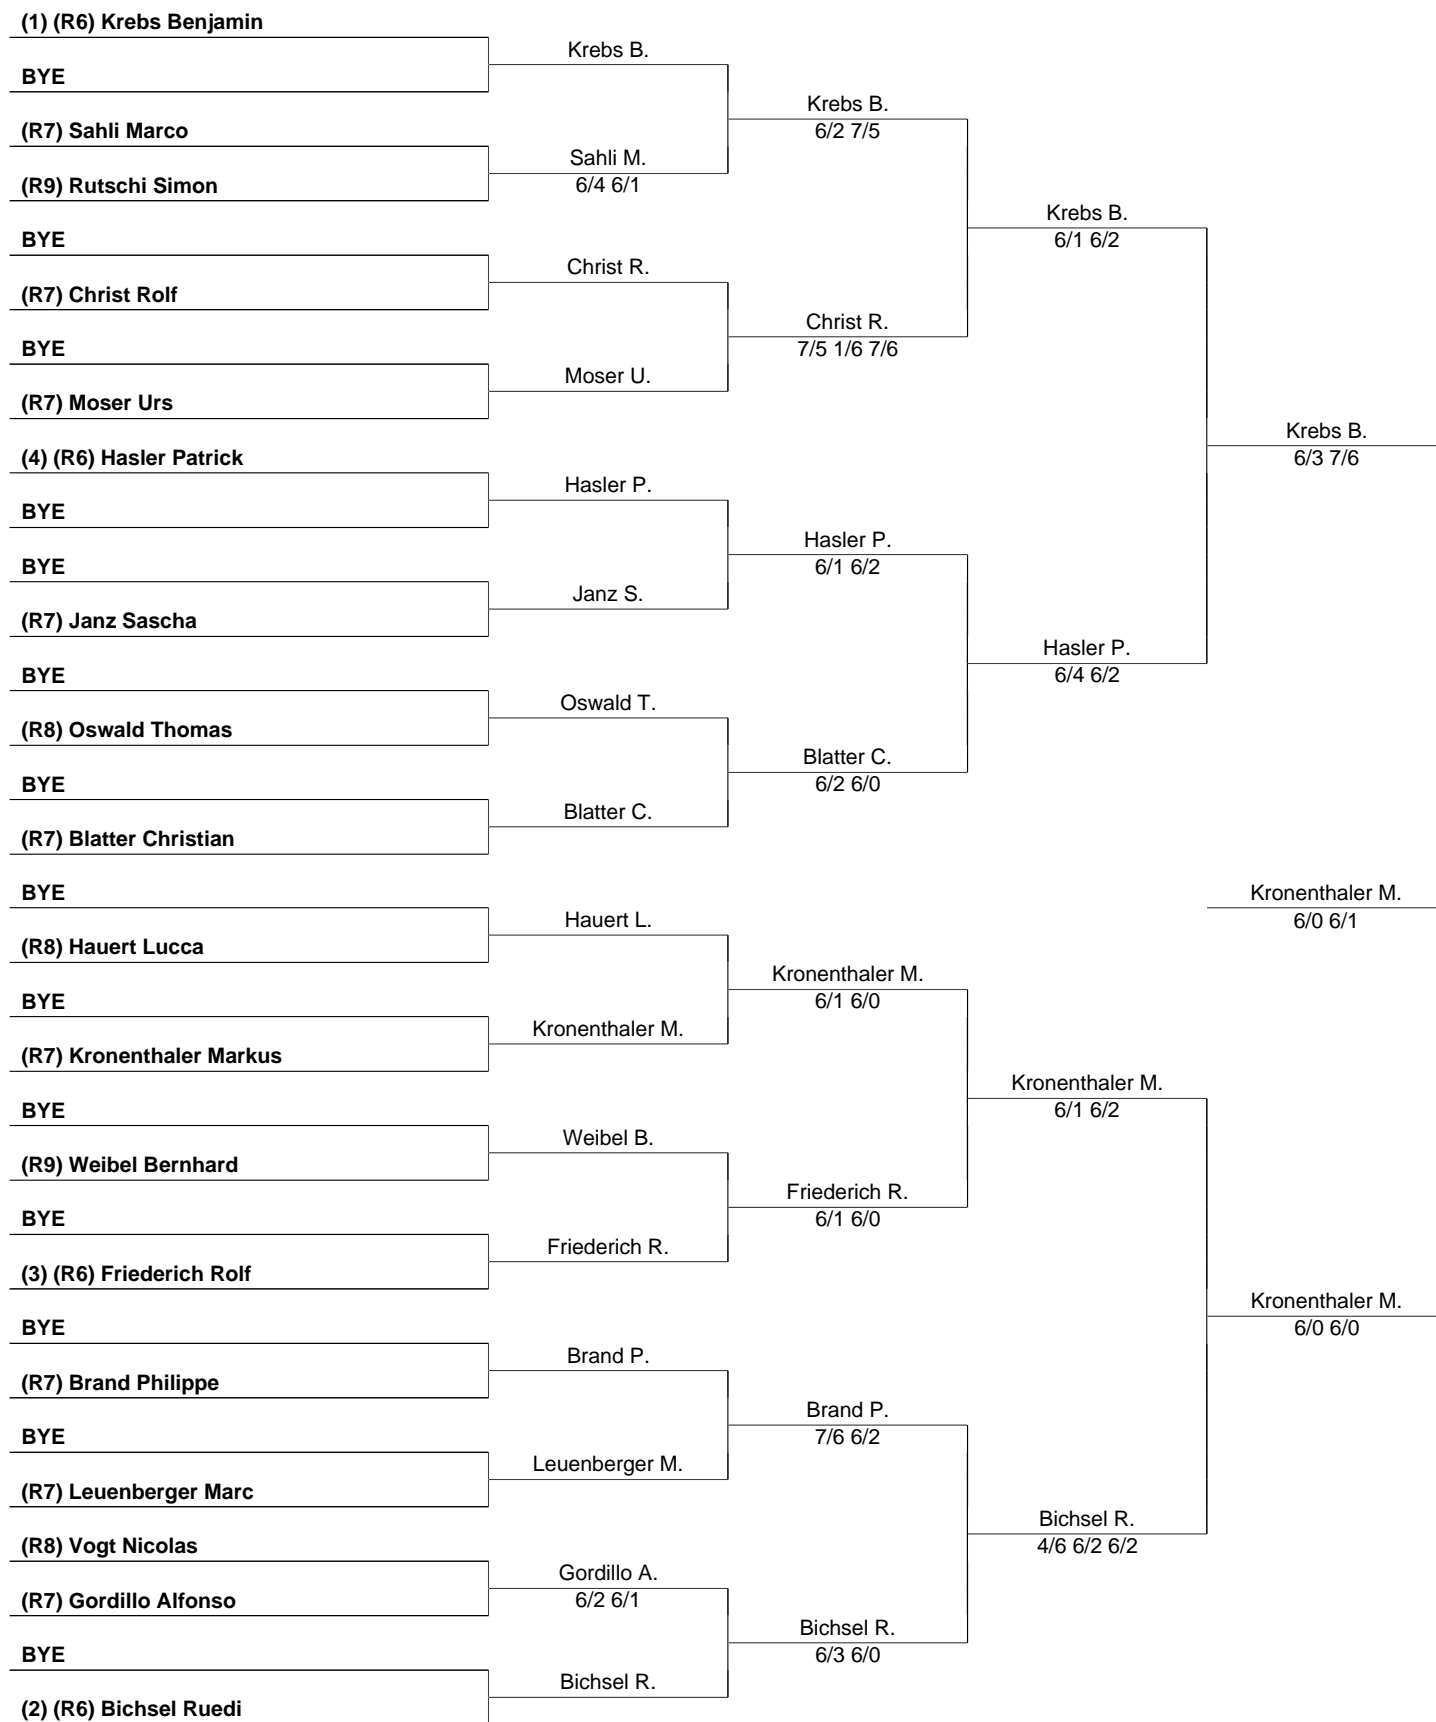 (1) (R6) Krebs Benjamin
BYE
(R7) Sahli Marco
(R9) Rutschi Simon
BYE
(R7) Christ Rolf
BYE
(R7) Moser Urs
(4) (R6) Hasler Patrick
BYE
BYE
(R7) Janz Sascha
BYE
(R8) Oswald Thomas
BYE
(R7) Blatter Christian
BYE
(R8) Hauert Lucca
BYE
(R7) Kronenthaler Markus
BYE
(R9) Weibel Bernhard
BYE
(3) (R6) Friederich Rolf
BYE
(R7) Brand Philippe
BYE
(R7) Leuenberger Marc
(R8) Vogt Nicolas
(R7) Gordillo Alfonso
BYE
(2) (R6) Bichsel Ruedi
Krebs B.
Sahli M.
6/4 6/1
Christ R.
Moser U.
Hasler P.
Janz S.
Oswald T.
Blatter C.
Hauert L.
Kronenthaler M.
Weibel B.
Friederich R.
Brand P.
Leuenberger M.
Gordillo A.
6/2 6/1
Bichsel R.
Krebs B.
6/2 7/5
Christ R.
7/5 1/6 7/6
Hasler P.
6/1 6/2
Blatter C.
6/2 6/0
Kronenthaler M.
6/1 6/0
Friederich R.
6/1 6/0
Brand P.
7/6 6/2
Bichsel R.
6/3 6/0
Krebs B.
6/1 6/2
Hasler P.
6/4 6/2
Kronenthaler M.
6/1 6/2
Bichsel R.
4/6 6/2 6/2
Krebs B.
6/3 7/6
Kronenthaler M.
6/0 6/1
Kronenthaler M.
6/0 6/0